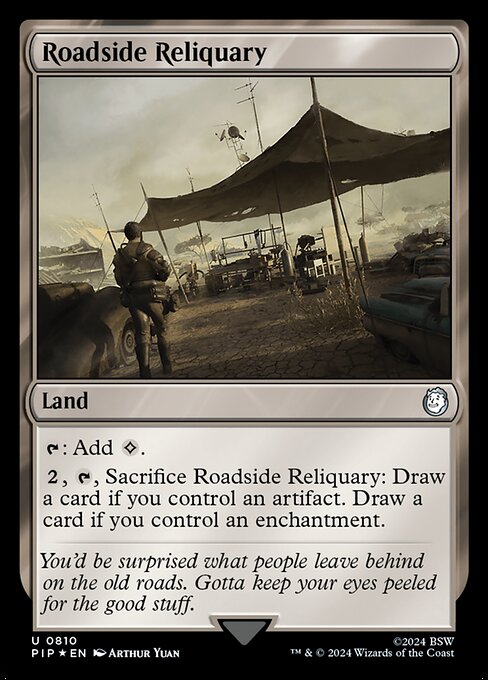 Roadside Reliquary
Land
: Add .
2, , Sacrifice Roadside Reliquary: Draw
a card if you control an artifact. Draw a
card if you control an enchantment.
You'd be surprised what people leave behind
on the old roads. Gotta keep your eyes peeled
for the good stuff.
U 0810
PIP★EN Arthur Yuan
©2024 BSW
™ & © 2024 Wizards of the Coast